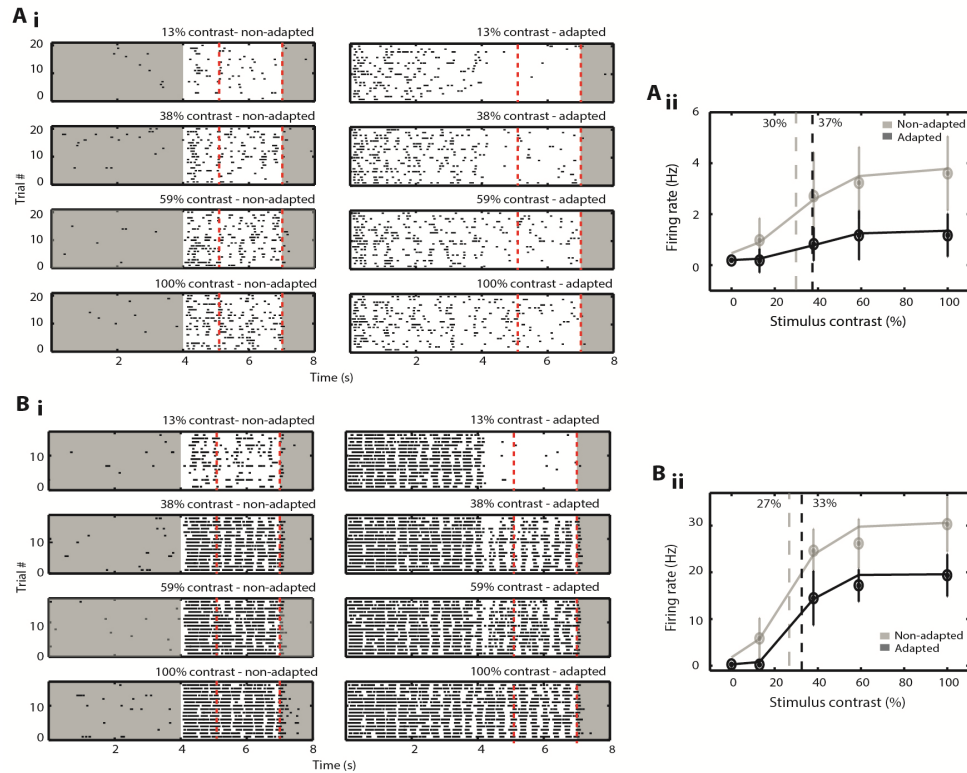 A i
13% contrast- non-adapted
20
10
0
38% contrast - non-adapted
20
10
0
59% contrast - non-adapted
20
10
0
100% contrast - non-adapted
20
10
0
2 4 6 8
Trial #
13% contrast - adapted
38% contrast - adapted
59% contrast - adapted
100% contrast - adapted
2 4 6 8
Time (s)
A ii
6
4
2
0
Firing rate (Hz)
30%
37%
Non-adapted
Adapted
0 20 40 60 80 100
Stimulus contrast (%)
B i
13% contrast- non-adapted
10
0
38% contrast - non-adapted
10
0
59% contrast - non-adapted
10
0
100% contrast - non-adapted
10
0
2 4 6 8
Trial #
13% contrast - adapted
38% contrast - adapted
59% contrast - adapted
100% contrast - adapted
2 4 6 8
Time (s)
B ii
30
20
10
0
Firing rate (Hz)
27%
33%
Non-adapted
Adapted
0 20 40 60 80 100
Stimulus contrast (%)